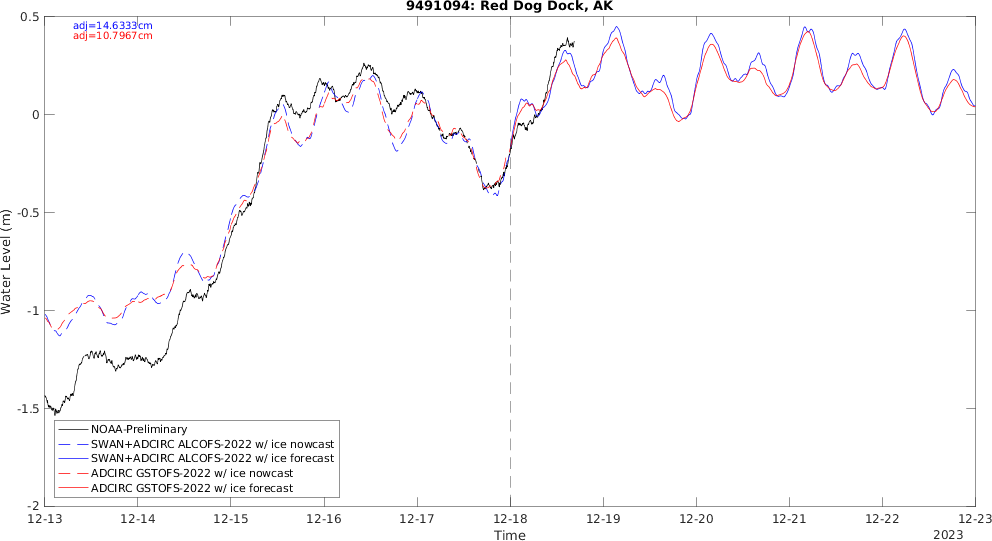 9491094: Red Dog Dock, AK
adj=14.6333cm
adj=10.7967cm
0.5
0
-0.5
-1
-1.5
-2
Water Level (m)
NOAA-Preliminary
SWAN+ADCIRC ALCOFS-2022 w/ ice nowcast
SWAN+ADCIRC ALCOFS-2022 w/ ice forecast
ADCIRC GSTOFS-2022 w/ ice nowcast
ADCIRC GSTOFS-2022 w/ ice forecast
12-13 12-14 12-15 12-16 12-17 12-18 12-19 12-20 12-21 12-22 12-23
Time
2023